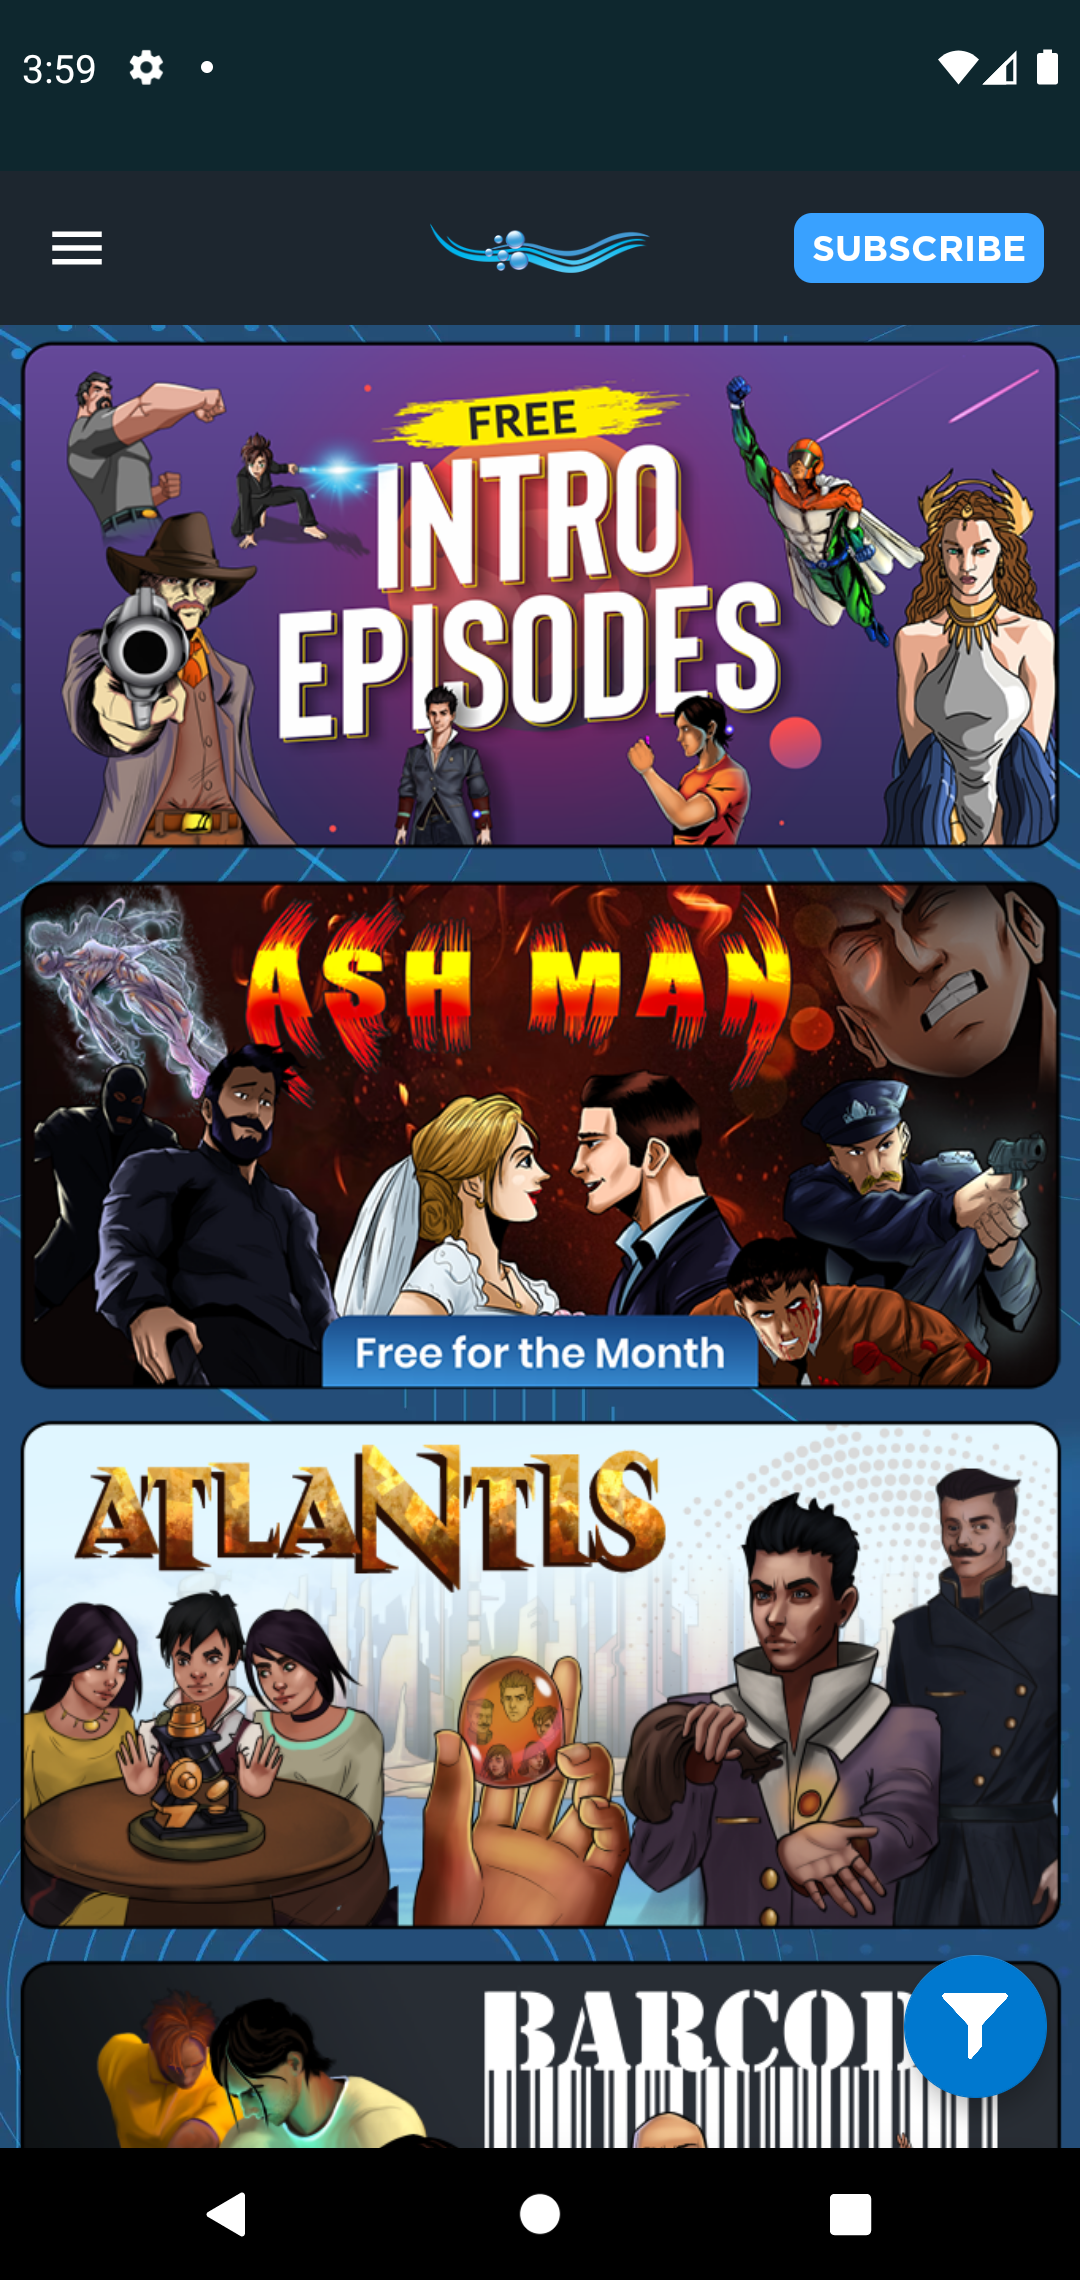 3:59
SUBSCRIBE
FREE
INTRO
EPISODES
ASH MAN
Free for the Month
ATLANTIS